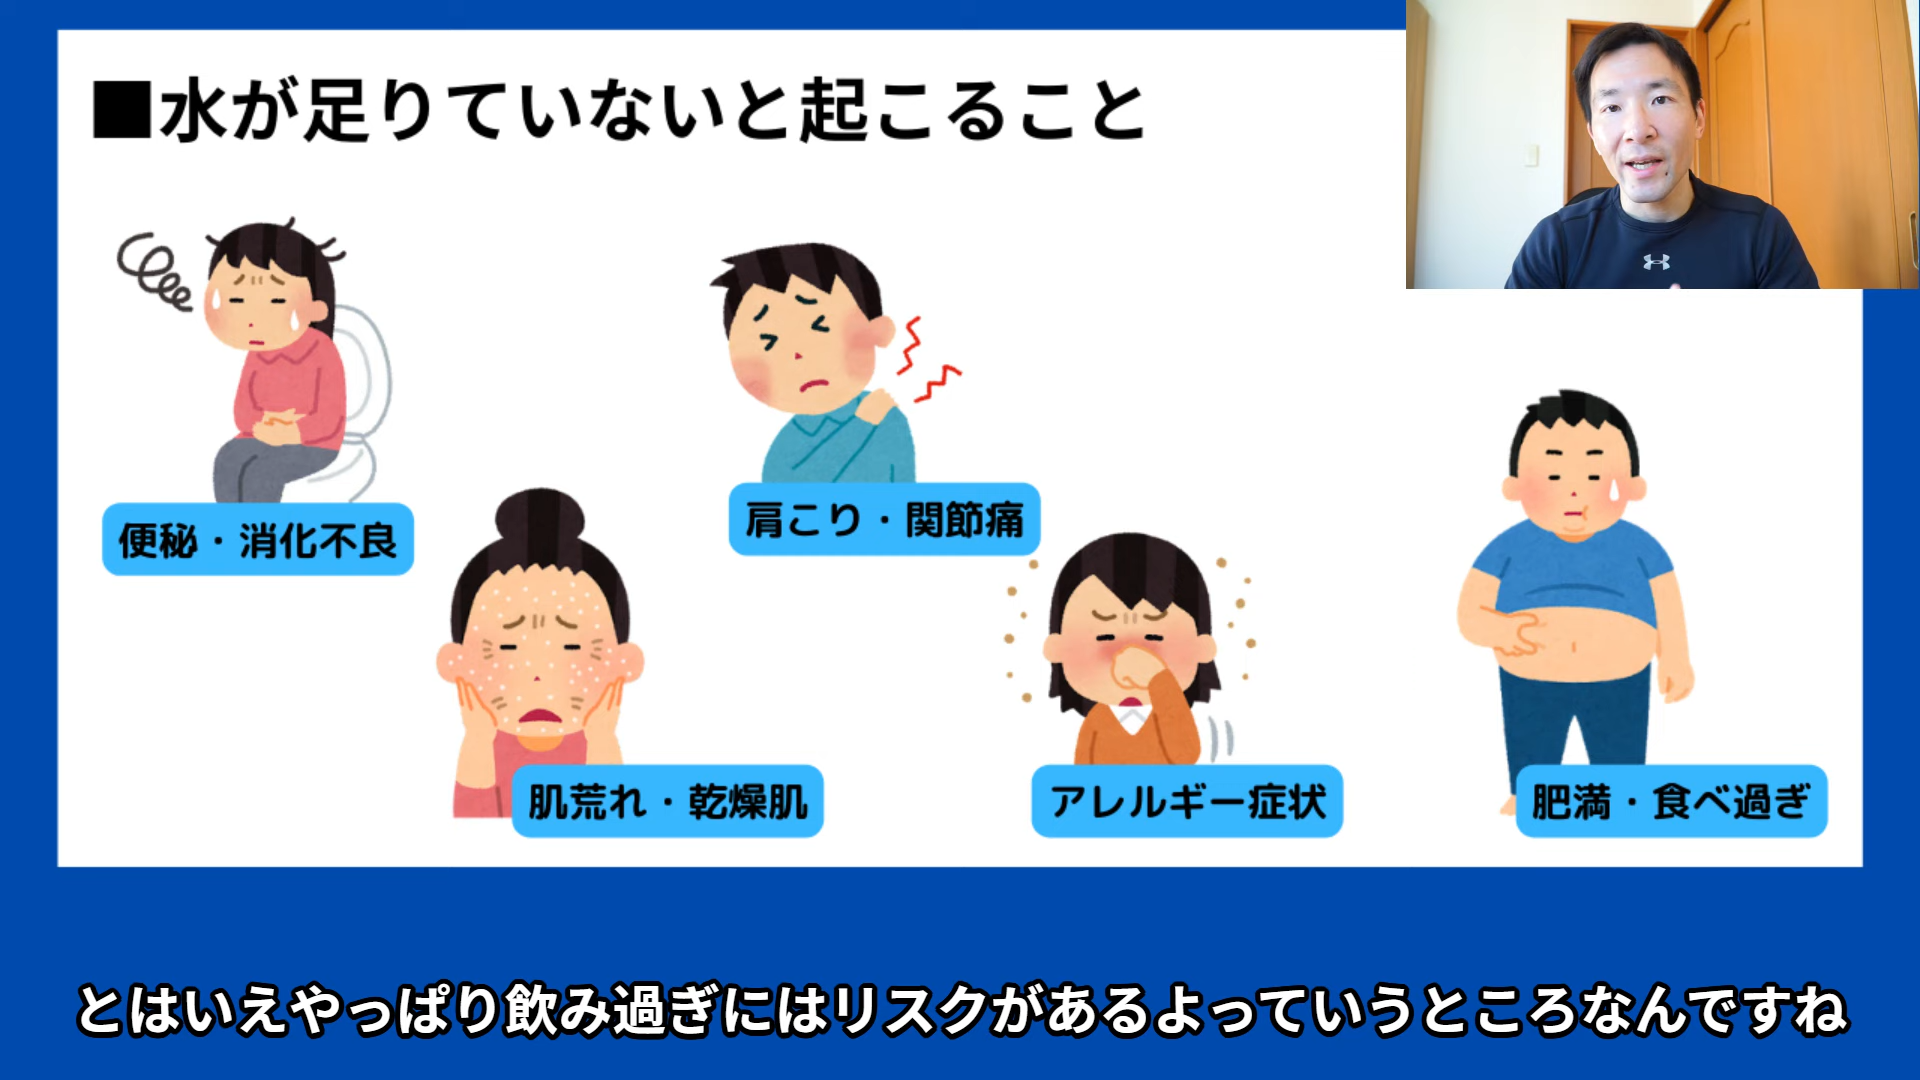 ■水が足りていないと起こること
便秘・消化不良
肩こり・関節痛
肌荒れ・乾燥肌
アレルギー症状
肥満・食べ過ぎ
とはいえやっぱり飲み過ぎにはリスクがあるよっていうところなんですね